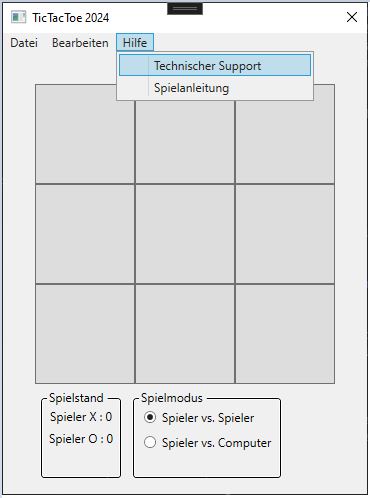 TicTacToe 2024
Datei Bearbeiten Hilfe
Technischer Support
Spielanleitung
Spielstand
Spieler X : 0
Spieler O : 0
Spielmodus
Spieler vs. Spieler
Spieler vs. Computer